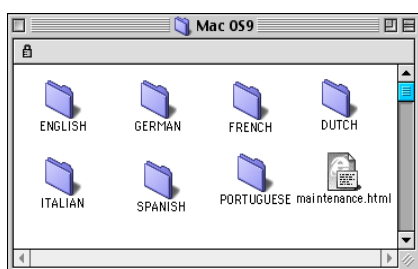 Mac OS9
ENGLISH GERMAN FRENCH DUTCH
ITALIAN SPANISH PORTUGUESE maintenance.html